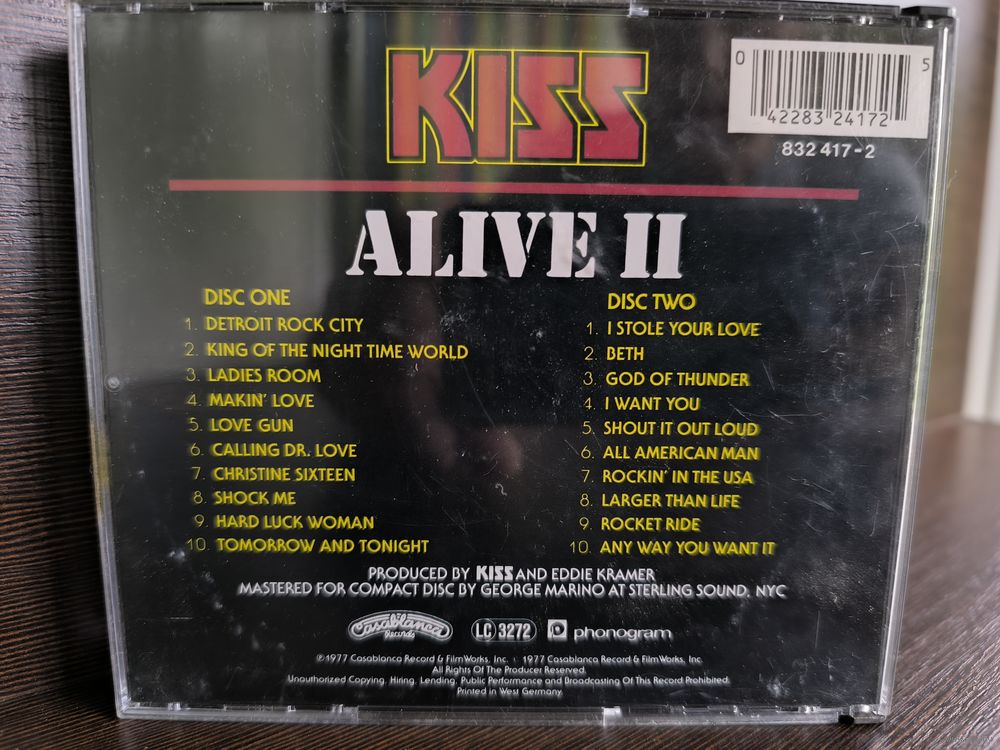 KISS
0 42283 24172 5
832 417-2
ALIVE II
DISC ONE
1. DETROIT ROCK CITY
2. KING OF THE NIGHT TIME WORLD
3. LADIES ROOM
4. MAKIN' LOVE
5. LOVE GUN
6. CALLING DR. LOVE
7. CHRISTINE SIXTEEN
8. SHOCK ME
9. HARD LUCK WOMAN
10. TOMORROW AND TONIGHT
DISC TWO
1. I STOLE YOUR LOVE
2. BETH
3. GOD OF THUNDER
4. I WANT YOU
5. SHOUT IT OUT LOUD
6. ALL AMERICAN MAN
7. ROCKIN' IN THE USA
8. LARGER THAN LIFE
9. ROCKET RIDE
10. ANY WAY YOU WANT IT
PRODUCED BY KISS AND EDDIE KRAMER
MASTERED FOR COMPACT DISC BY GEORGE MARINO AT STERLING SOUND, NYC
Casablanca Records
LC 3272
phonogram
℗ 1977 Casablanca Record & FilmWorks, Inc. 1977 Casablanca Record & FilmWorks, Inc.
All Rights Of The Producer Reserved.
Unauthorized Copying, Hiring, Lending, Public Performance and Broadcasting Of This Record Prohibited.
Printed in West Germany